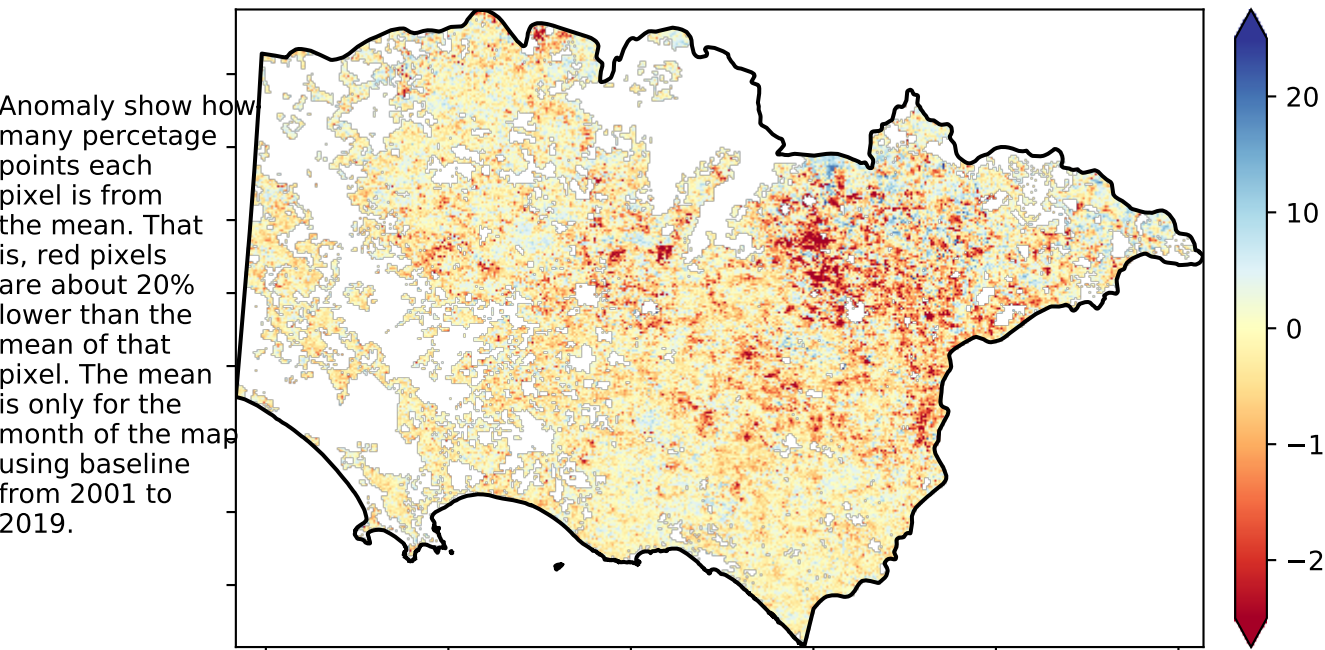 Anomaly show how
many percetage
points each
pixel is from
the mean. That
is, red pixels
are about 20%
lower than the
mean of that
pixel. The mean
is only for the
month of the map
using baseline
from 2001 to
2019.
20
10
0
−1
−2